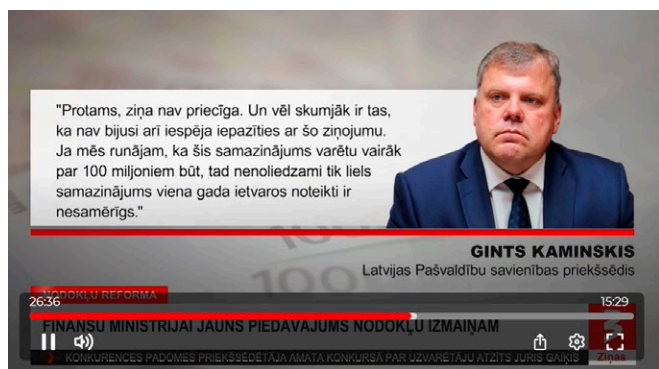 "Protams, ziņa nav priecīga. Un vēl skumjāk ir tas,
ka nav bijusi arī iespēja iepazīties ar šo ziņojumu.
Ja mēs runājam, ka šis samazinājums varētu vairāk
par 100 miljoniem būt, tad nenoliedzami tik liels
samazinājums viena gada ietvaros noteikti ir
nesamērīgs."
GINTS KAMINSKIS
Latvijas Pašvaldību savienības priekšsēdis
100
NODOKĻU REFORMA
26:36
15:29
FINANŠU MINISTRIJAI JAUNS PIEDĀVĀJUMS NODOKĻU IZMAIŅĀM
3
KONKURENCES PADOMES PRIEKŠSĒDĒTĀJA AMATA KONKURSĀ PAR UZVARĒTĀJU ATZĪTS JURIS GAIĶIS
Ziņas